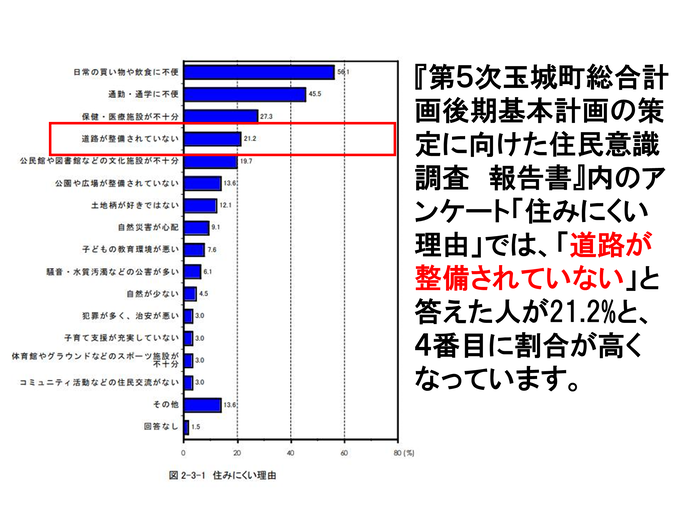 日常の買い物や飲食に不便 56.1
通勤・通学に不便 45.5
保健・医療施設が不十分 27.3
道路が整備されていない 21.2
公民館や図書館などの文化施設が不十分 19.7
公園や広場が整備されていない 13.6
土地柄が好きではない 12.1
自然災害が心配 9.1
子どもの教育環境が悪い 7.6
騒音・水質汚濁などの公害が多い 6.1
自然が少ない 4.5
犯罪が多く、治安が悪い 3.0
子育て支援が充実していない 3.0
体育館やグラウンドなどのスポーツ施設が
不十分 3.0
コミュニティ活動などの住民交流がない 3.0
その他 13.6
回答なし 1.5
0 20 40 60 80 (%)
図 2-3-1 住みにくい理由
『第５次玉城町総合計
画後期基本計画の策
定に向けた住民意識
調査　報告書』内のア
ンケート「住みにくい
理由」では、「道路が
整備されていない」と
答えた人が21.2%と、
４番目に割合が高く
なっています。